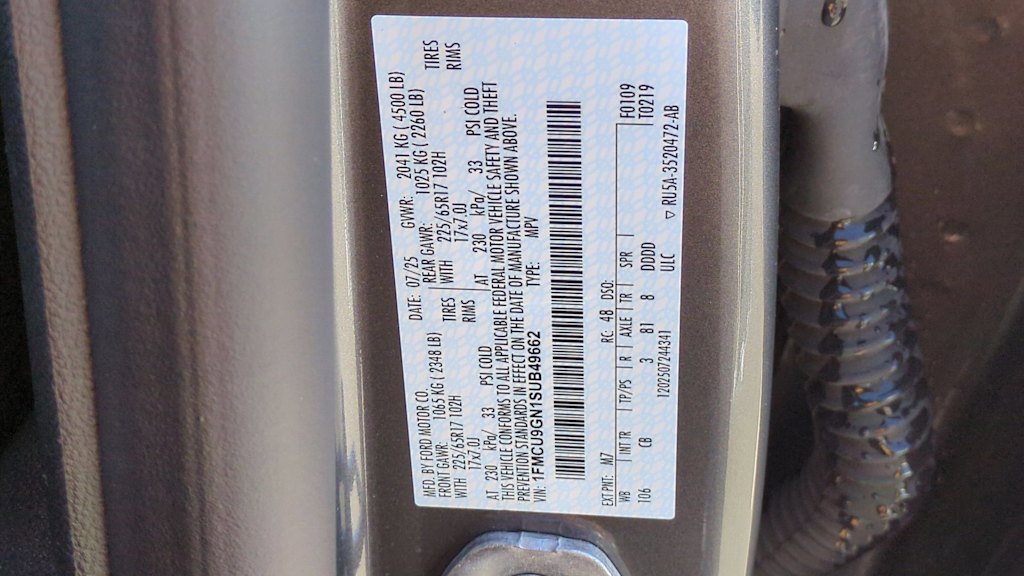 MFD. BY FORD MOTOR CO. DATE: 07/25 GVWR: 2041 KG ( 4500 LB)
FRONT GAWR: 1065 KG ( 2348 LB) REAR GAWR: 1025 KG ( 2260 LB)
WITH 225/65R17 102H TIRES WITH 225/65R17 102H TIRES
17x7.0J RIMS 17x7.0J RIMS
AT 230 kPa/ 33 PSI COLD AT 230 kPa/ 33 PSI COLD
THIS VEHICLE CONFORMS TO ALL APPLICABLE FEDERAL MOTOR VEHICLE SAFETY AND THEFT
PREVENTION STANDARDS IN EFFECT ON THE DATE OF MANUFACTURE SHOWN ABOVE.
VIN: 1FMCU9GN1SUB49662 TYPE: MPV
EXT PNT: M7 RC: 48 DSO: F0109
WB INT TR TP/PS R AXLE TR SPR T0219
106 CB 3 81 8 DDDD
1202507244341 ULC ▽ RU5A-3520472-AB